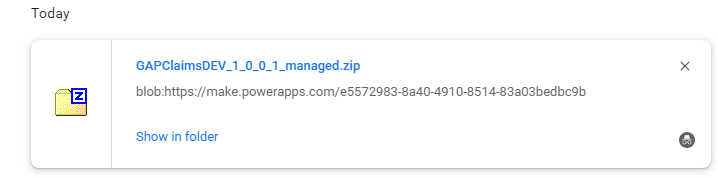 Today
GAPClaimsDEV_1_0_0_1_managed.zip
blob:https://make.powerapps.com/e5572983-8a40-4910-8514-83a03bedbc9b
Show in folder